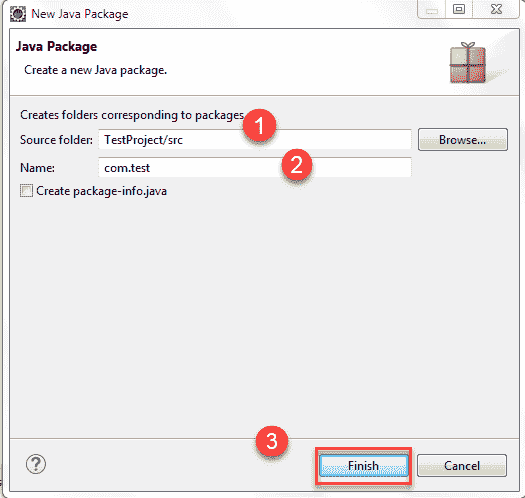 New Java Package
Java Package
Create a new Java package.
Creates folders corresponding to packages
1
Source folder: TestProject/src Browse...
2
Name: com.test
Create package-info.java
3
? Finish Cancel